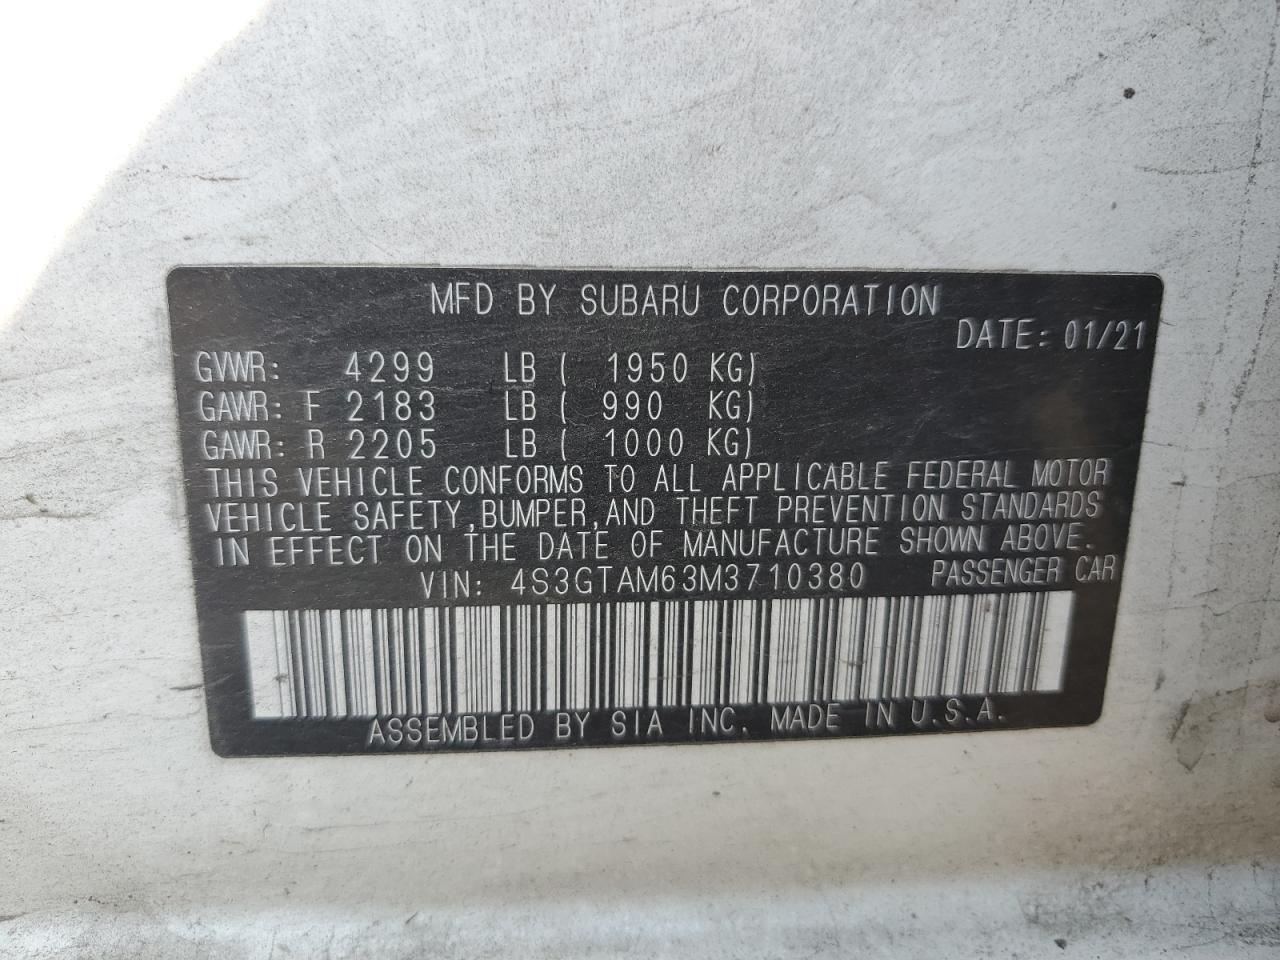 MFD BY SUBARU CORPORATION
DATE: 01/21
GVWR: 4299 LB ( 1950 KG)
GAWR: F 2183 LB ( 990 KG)
GAWR: R 2205 LB ( 1000 KG)
THIS VEHICLE CONFORMS TO ALL APPLICABLE FEDERAL MOTOR
VEHICLE SAFETY,BUMPER,AND THEFT PREVENTION STANDARDS
IN EFFECT ON THE DATE OF MANUFACTURE SHOWN ABOVE.
VIN: 4S3GTAM63M3710380 PASSENGER CAR
ASSEMBLED BY SIA INC. MADE IN U.S.A.